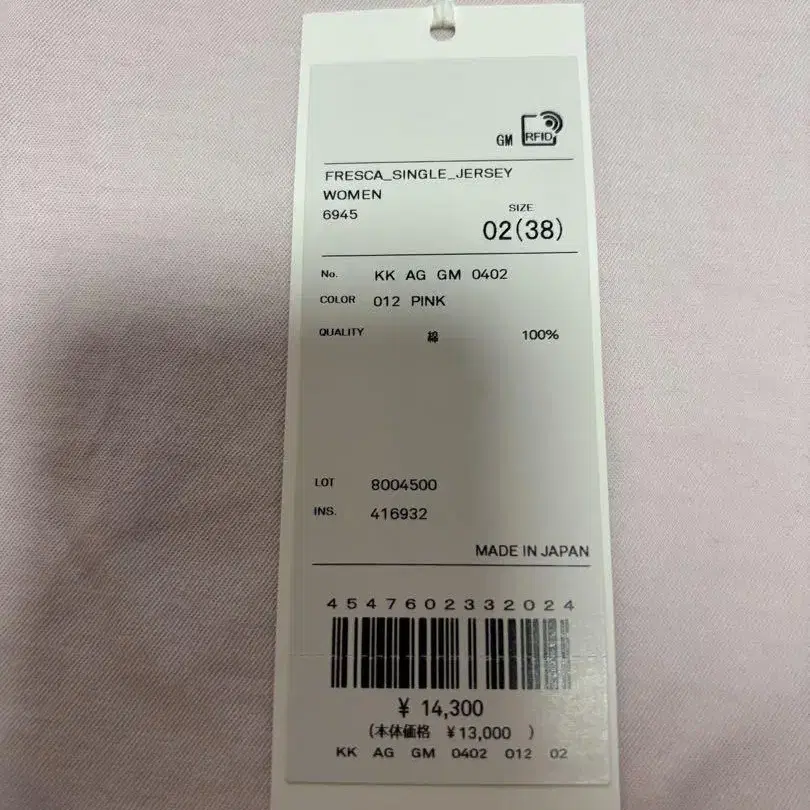 GM RFID
FRESCA_SINGLE_JERSEY
WOMEN
6945
SIZE
02(38)
No. KK AG GM 0402
COLOR 012 PINK
QUALITY 綿 100%
LOT 8004500
INS. 416932
MADE IN JAPAN
4547602332024
¥ 14,300
(本体価格 ¥13,000 )
KK AG GM 0402 012 02